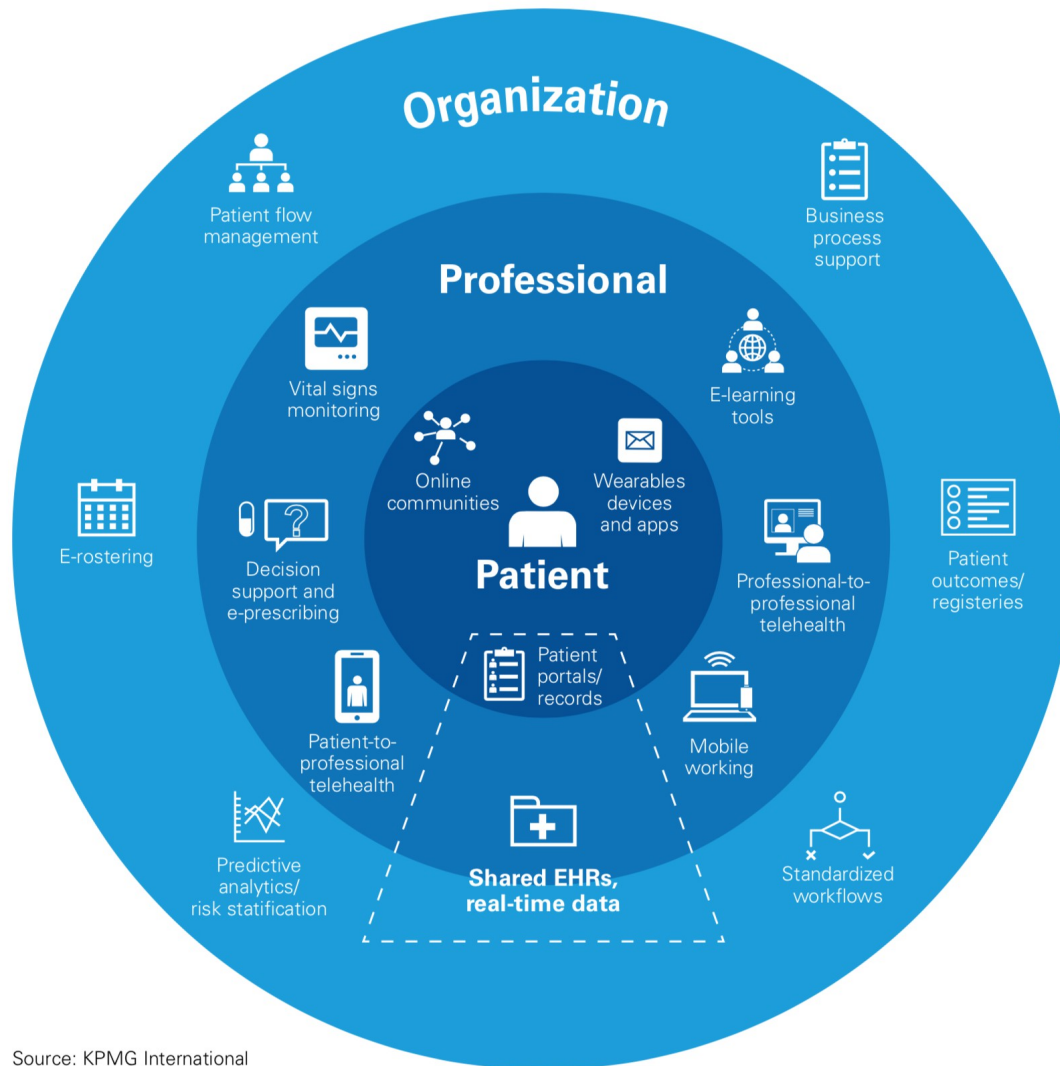 Organization
Patient flow
management
Business
process
support
Professional
Vital signs
monitoring
E-learning
tools
Online
communities
Wearables
devices
and apps
E-rostering
Decision
support and
e-prescribing
Patient
Professional-to-
professional
telehealth
Patient
outcomes/
registeries
Patient
portals/
records
Patient-to-
professional
telehealth
Mobile
working
Predictive
analytics/
risk statification
Shared EHRs,
real-time data
Standardized
workflows
Source: KPMG International